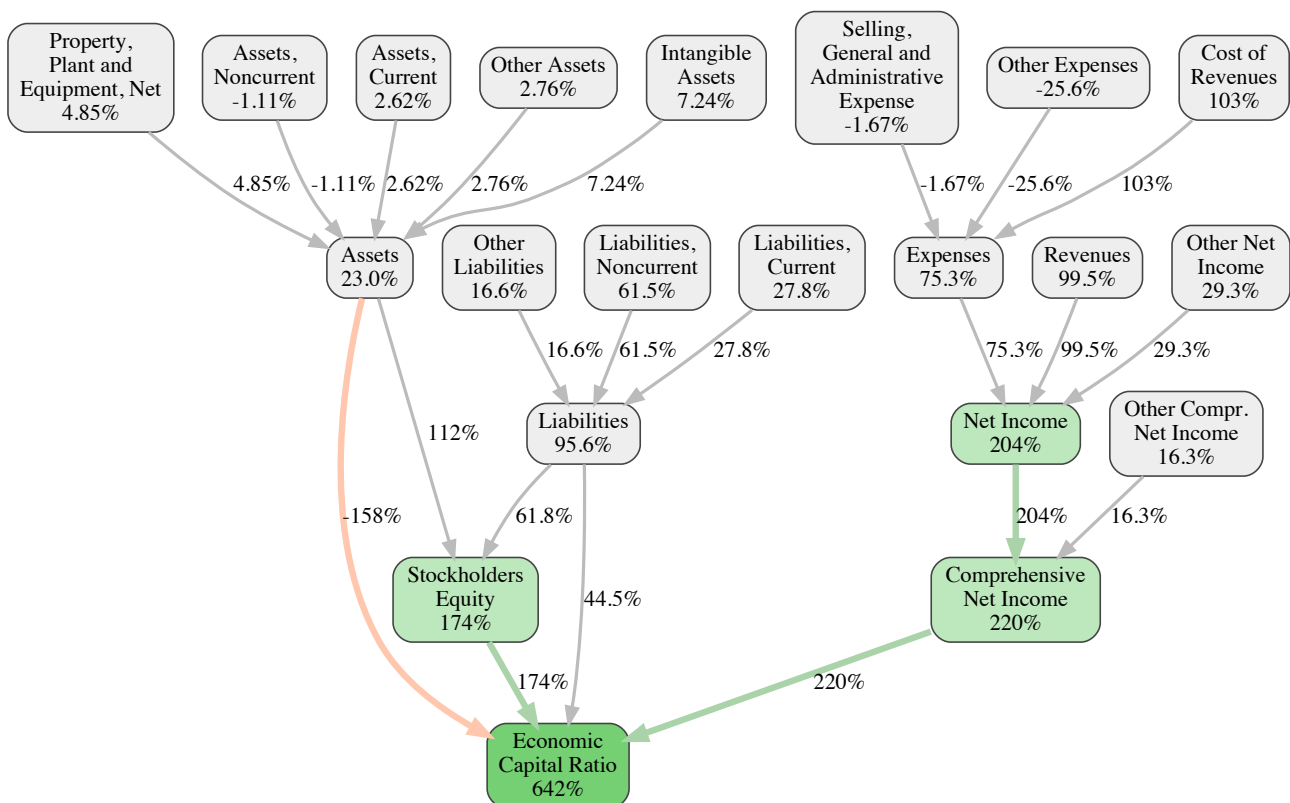 Property,
Plant and
Equipment, Net
4.85%
Assets,
Noncurrent
-1.11%
Assets,
Current
2.62%
Other Assets
2.76%
Intangible
Assets
7.24%
Selling,
General and
Administrative
Expense
-1.67%
Other Expenses
-25.6%
Cost of
Revenues
103%
4.85%
-1.11%
2.62%
2.76%
7.24%
-1.67%
-25.6%
103%
Assets
23.0%
Other
Liabilities
16.6%
Liabilities,
Noncurrent
61.5%
Liabilities,
Current
27.8%
Expenses
75.3%
Revenues
99.5%
Other Net
Income
29.3%
16.6%
61.5%
27.8%
75.3%
99.5%
29.3%
112%
Liabilities
95.6%
Net Income
204%
Other Compr.
Net Income
16.3%
-158%
61.8%
204%
16.3%
Stockholders
Equity
174%
44.5%
Comprehensive
Net Income
220%
174%
220%
Economic
Capital Ratio
642%